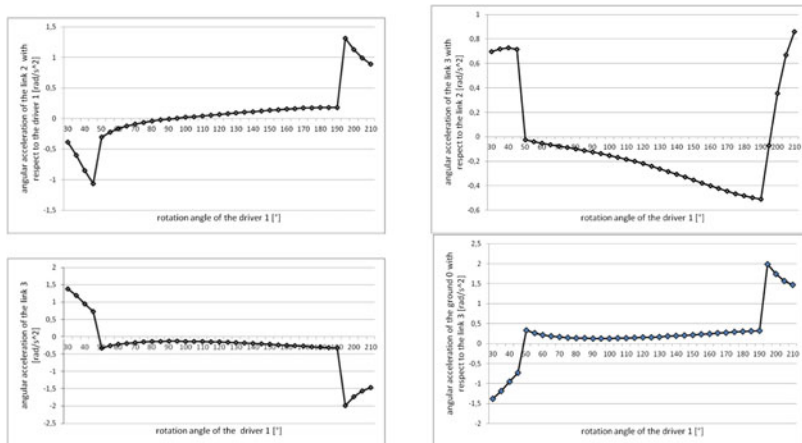 angular acceleration of the link 2 with
respect to the driver 1 [rad/s^2]
1,5
1
0,5
0
-0,5
-1
-1,5
30 40 50 60 70 80 90 100 110 120 130 140 150 160 170 180 190 200 210
rotation angle of the driver 1 [°]
angular acceleration of the link 3 with
respect to the link 2 [rad/s^2]
1
0,8
0,6
0,4
0,2
0
-0,2
-0,4
-0,6
30 40 50 60 70 80 90 100 110 120 130 140 150 160 170 180 190 200 210
rotation angle of the driver 1 [°]
angular acceleration of the link 3
[rad/s^2]
2
1,5
1
0,5
0
-0,5
-1
-1,5
-2
-2,5
30 40 50 60 70 80 90 100 110 120 130 140 150 160 170 180 190 200 210
rotation angle of the driver 1 [°]
angular acceleration of the ground 0 with
respect to the link 3 [rad/s^2]
2,5
2
1,5
1
0,5
0
-0,5
-1
-1,5
-2
30 40 50 60 70 80 90 100 110 120 130 140 150 160 170 180 190 200 210
rotation angle of the driver 1 [°]